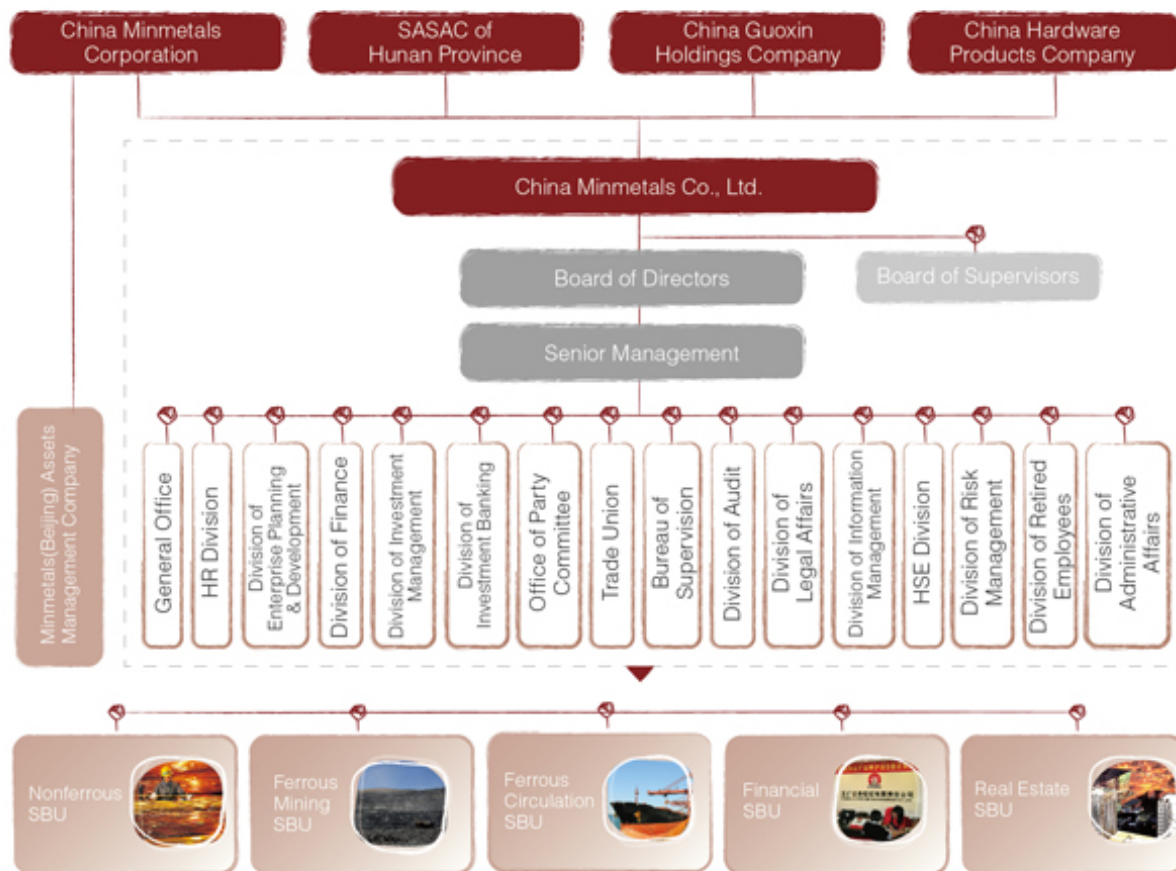 China Minmetals
Corporation
SASAC of
Hunan Province
China Guoxin
Holdings Company
China Hardware
Products Company
China Minmetals Co., Ltd.
Board of Directors
Board of Supervisors
Senior Management
Minmetals(Beijing) Assets
Management Company
General Office
HR Division
Division of
Enterprise Planning
& Development
Division of Finance
Division of Investment
Management
Division of
Investment Banking
Office of Party
Committee
Trade Union
Bureau of
Supervision
Division of Audit
Division of
Legal Affairs
Division of Information
Management
HSE Division
Division of Risk
Management
Division of Retired
Employees
Division of
Administrative
Affairs
Nonferrous
SBU
Ferrous
Mining
SBU
Ferrous
Circulation
SBU
Financial
SBU
Real Estate
SBU